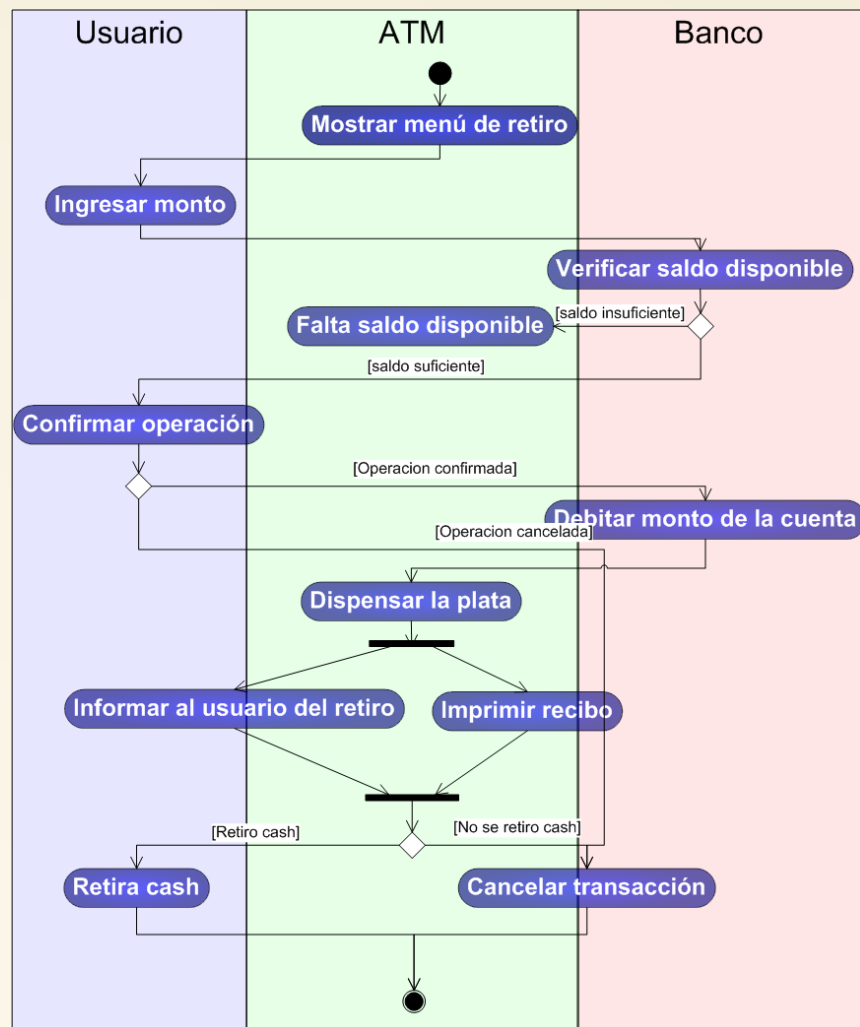 Usuario
ATM
Banco
Mostrar menú de retiro
Ingresar monto
Verificar saldo disponible
[saldo insuficiente]
Falta saldo disponible
[saldo suficiente]
Confirmar operación
[Operacion confirmada]
Debitar monto de la cuenta
[Operacion cancelada]
Dispensar la plata
Informar al usuario del retiro
Imprimir recibo
[Retiro cash]
[No se retiro cash]
Retira cash
Cancelar transacción